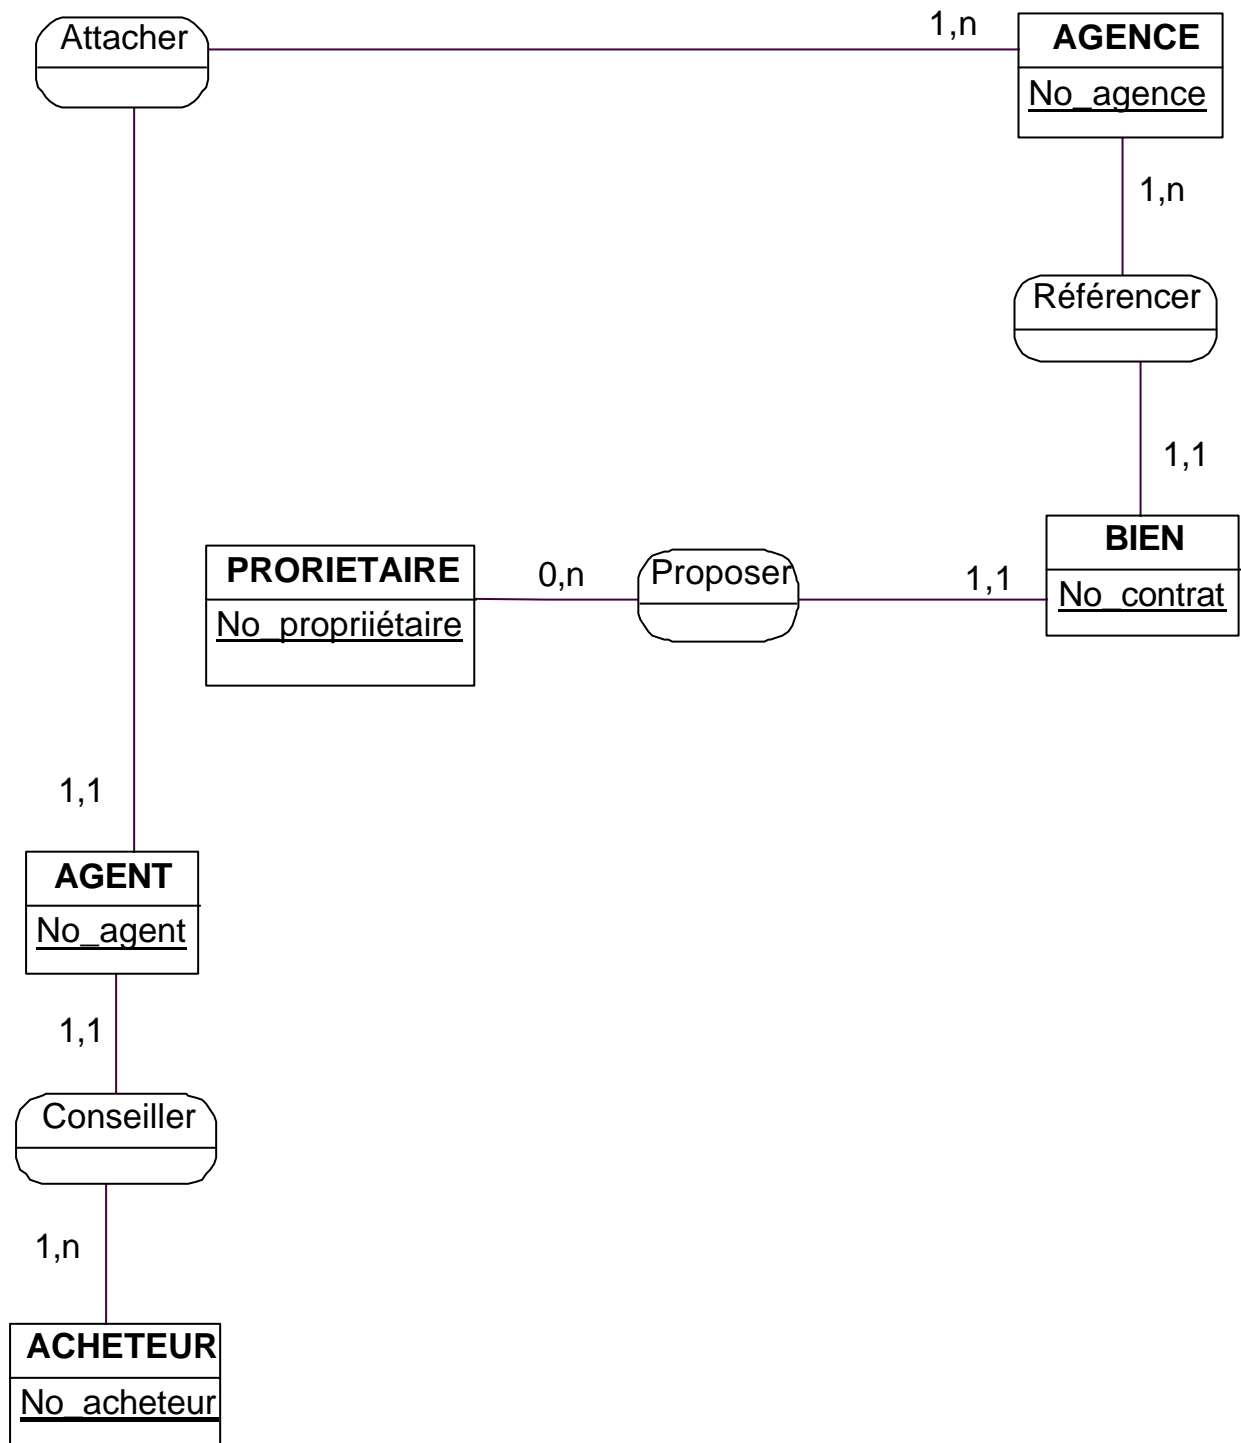 Attacher
1,n
AGENCE
No_agence
1,n
Référencer
1,1
BIEN
No_contrat
PRORIETAIRE
No_propriiétaire
0,n
Proposer
1,1
1,1
AGENT
No_agent
1,1
Conseiller
1,n
ACHETEUR
No_acheteur